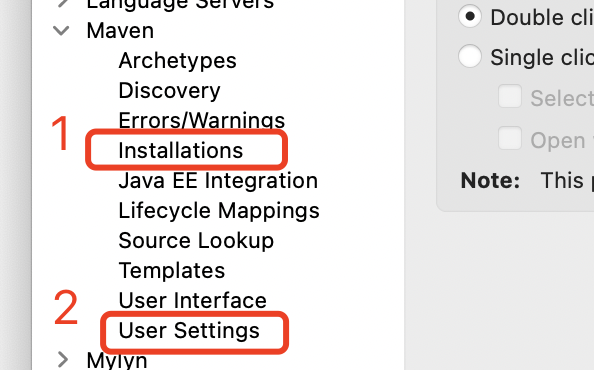 Language Servers
Maven
Archetypes
Discovery
Errors/Warnings
1
Installations
Java EE Integration
Lifecycle Mappings
Source Lookup
Templates
User Interface
2
User Settings
Mylyn
Double cli
Single clic
Select
Open
Note: This